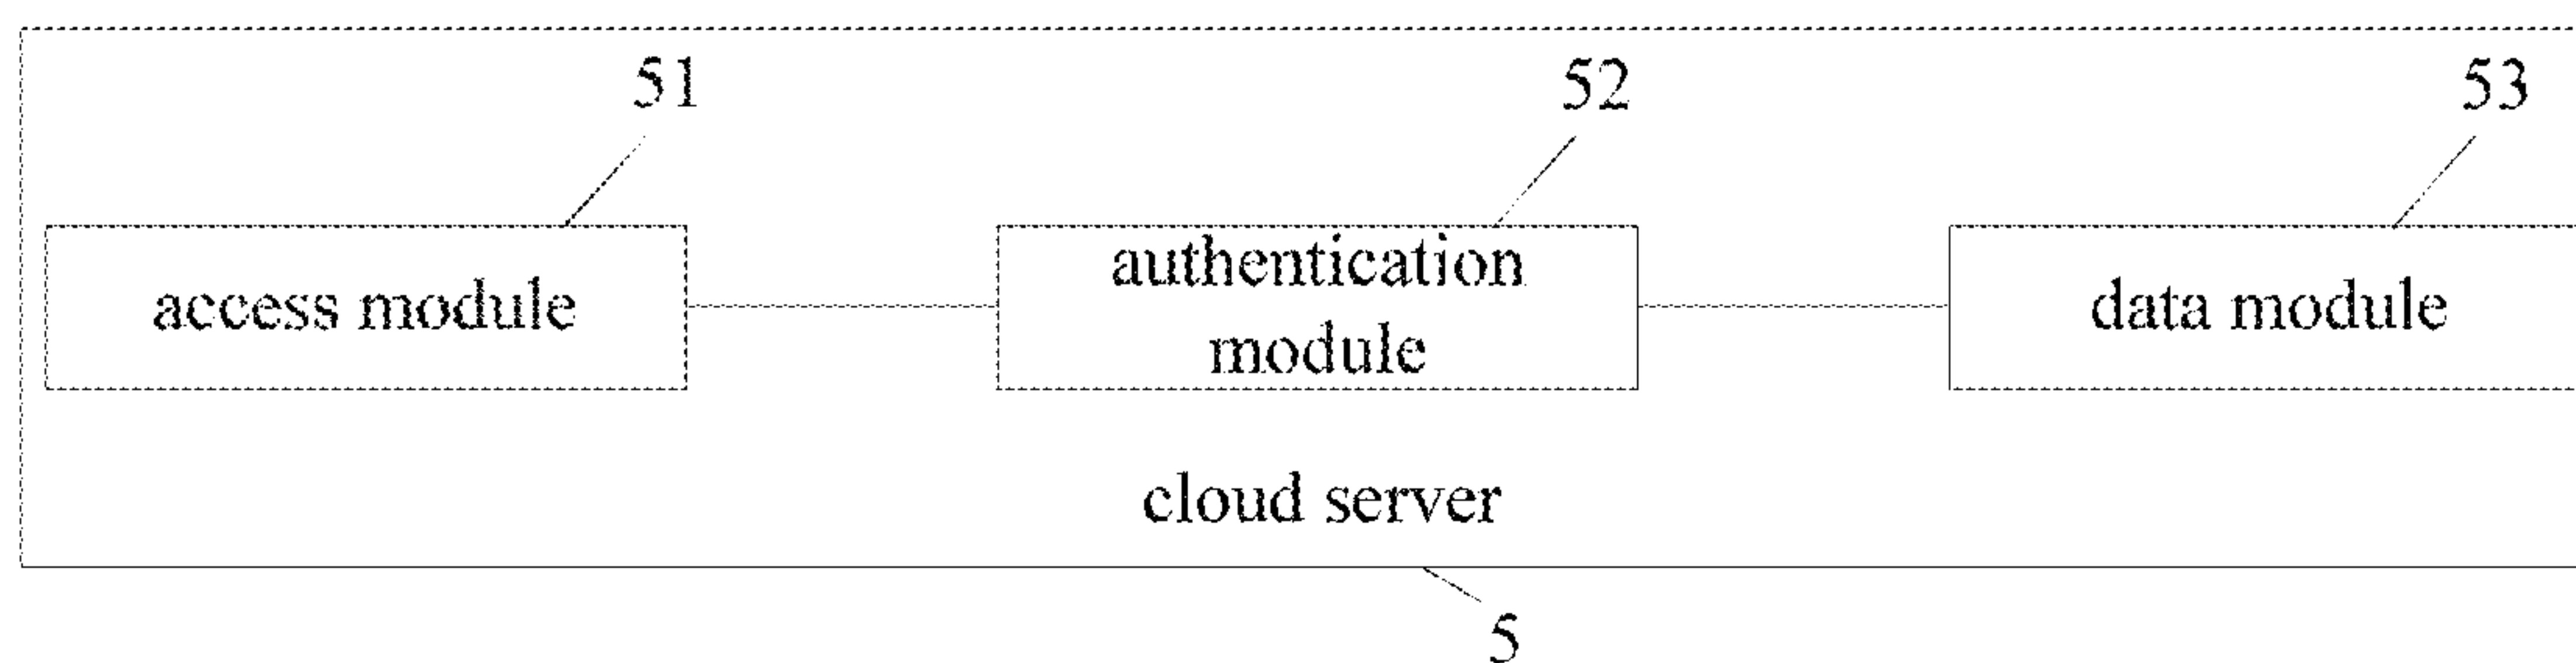 51
52
53
access module
authentication
module
data module
cloud server
5